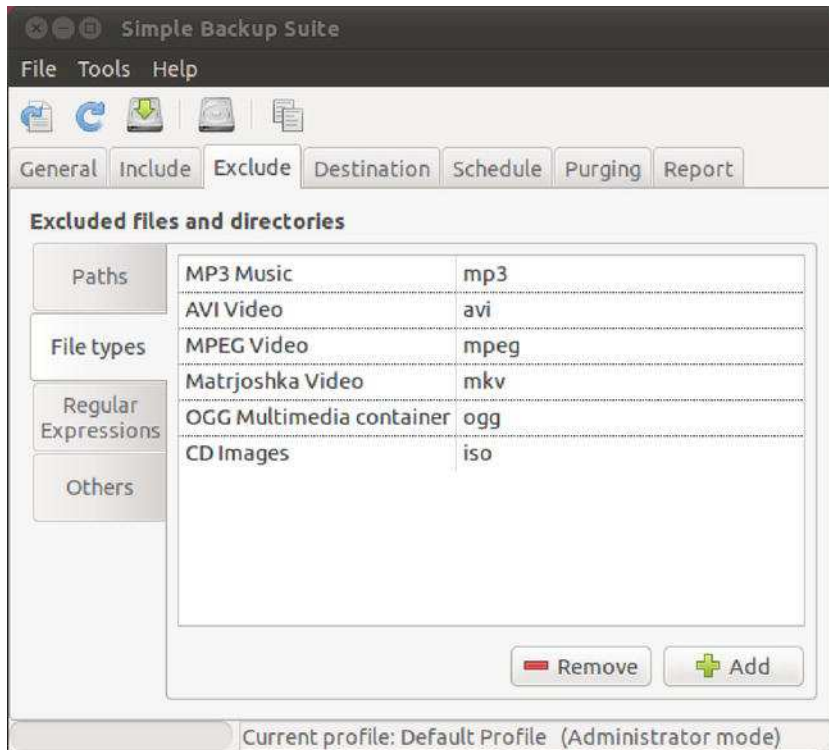 Simple Backup Suite
File Tools Help
General Include Exclude Destination Schedule Purging Report
Excluded files and directories
Paths
File types
Regular
Expressions
Others
MP3 Music mp3
AVI Video avi
MPEG Video mpeg
Matrjoshka Video mkv
OGG Multimedia container ogg
CD Images iso
Remove Add
Current profile: Default Profile (Administrator mode)